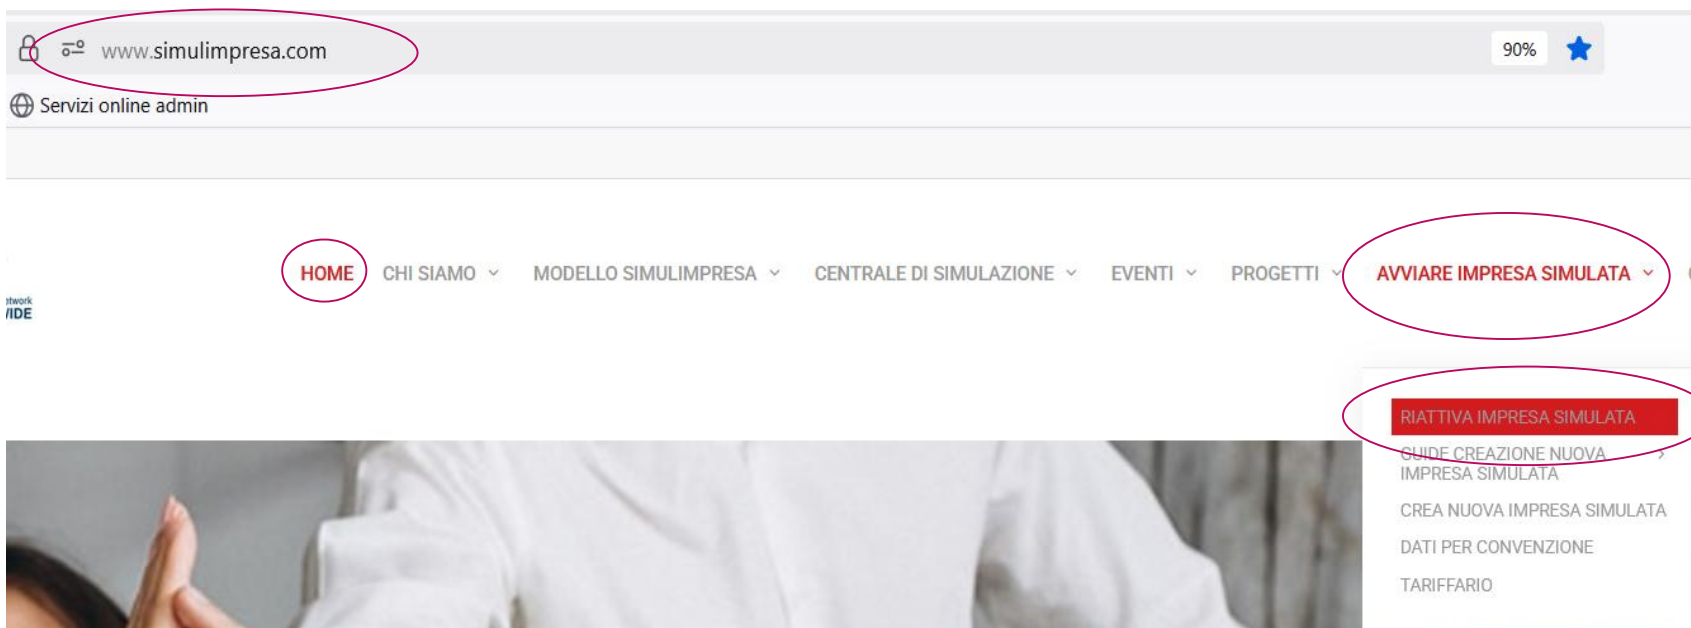 www.simulimpresa.com
90%
Servizi online admin
HOME CHI SIAMO MODELLO SIMULIMPRESA CENTRALE DI SIMULAZIONE EVENTI PROGETTI AVVIARE IMPRESA SIMULATA
RIATTIVA IMPRESA SIMULATA
GUIDE CREAZIONE NUOVA
IMPRESA SIMULATA
CREA NUOVA IMPRESA SIMULATA
DATI PER CONVENZIONE
TARIFFARIO